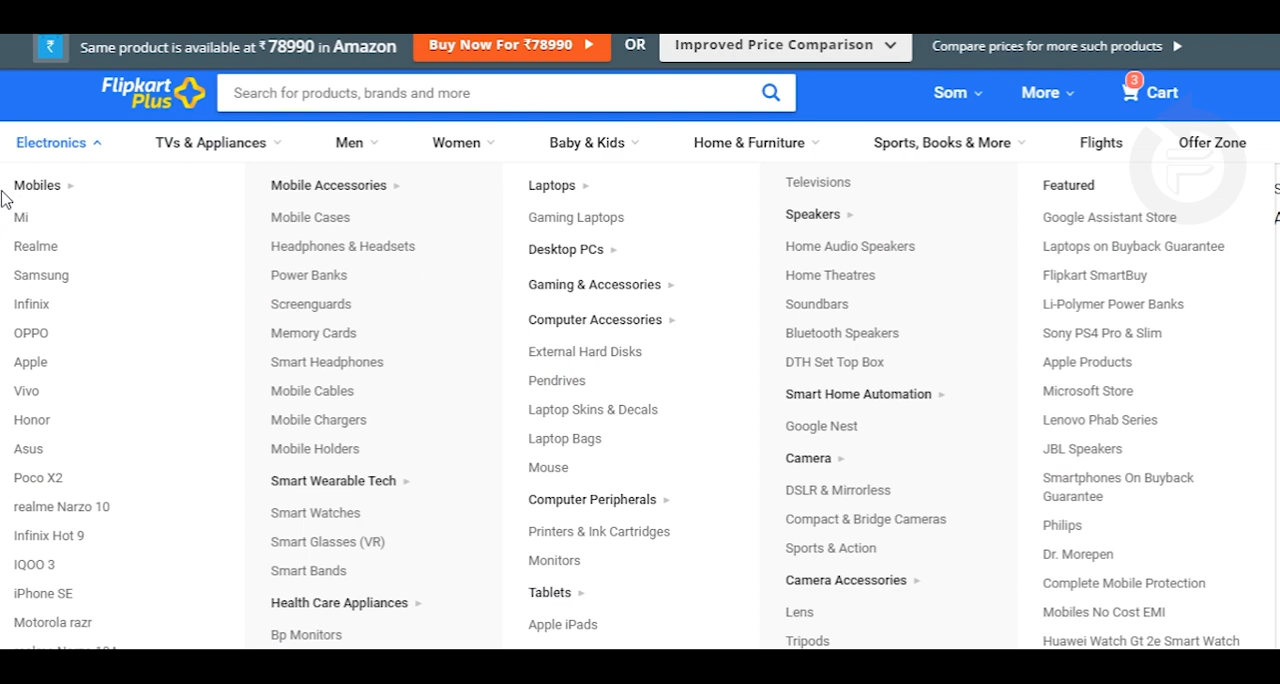 ₹ Same product is available at ₹ 78990 in Amazon Buy Now For ₹78990 OR Improved Price Comparison Compare prices for more such products
Flipkart
Plus
Search for products, brands and more
Som
More
3
Cart
Electronics TVs & Appliances Men Women Baby & Kids Home & Furniture Sports, Books & More Flights Offer Zone
Mobiles
Mi
Realme
Samsung
Infinix
OPPO
Apple
Vivo
Honor
Asus
Poco X2
realme Narzo 10
Infinix Hot 9
IQOO 3
iPhone SE
Motorola razr
Mobile Accessories
Mobile Cases
Headphones & Headsets
Power Banks
Screenguards
Memory Cards
Smart Headphones
Mobile Cables
Mobile Chargers
Mobile Holders
Smart Wearable Tech
Smart Watches
Smart Glasses (VR)
Smart Bands
Health Care Appliances
Bp Monitors
Laptops
Gaming Laptops
Desktop PCs
Gaming & Accessories
Computer Accessories
External Hard Disks
Pendrives
Laptop Skins & Decals
Laptop Bags
Mouse
Computer Peripherals
Printers & Ink Cartridges
Monitors
Tablets
Apple iPads
Televisions
Speakers
Home Audio Speakers
Home Theatres
Soundbars
Bluetooth Speakers
DTH Set Top Box
Smart Home Automation
Google Nest
Camera
DSLR & Mirrorless
Compact & Bridge Cameras
Sports & Action
Camera Accessories
Lens
Tripods
Featured
Google Assistant Store
Laptops on Buyback Guarantee
Flipkart SmartBuy
Li-Polymer Power Banks
Sony PS4 Pro & Slim
Apple Products
Microsoft Store
Lenovo Phab Series
JBL Speakers
Smartphones On Buyback
Guarantee
Philips
Dr. Morepen
Complete Mobile Protection
Mobiles No Cost EMI
Huawei Watch Gt 2e Smart Watch